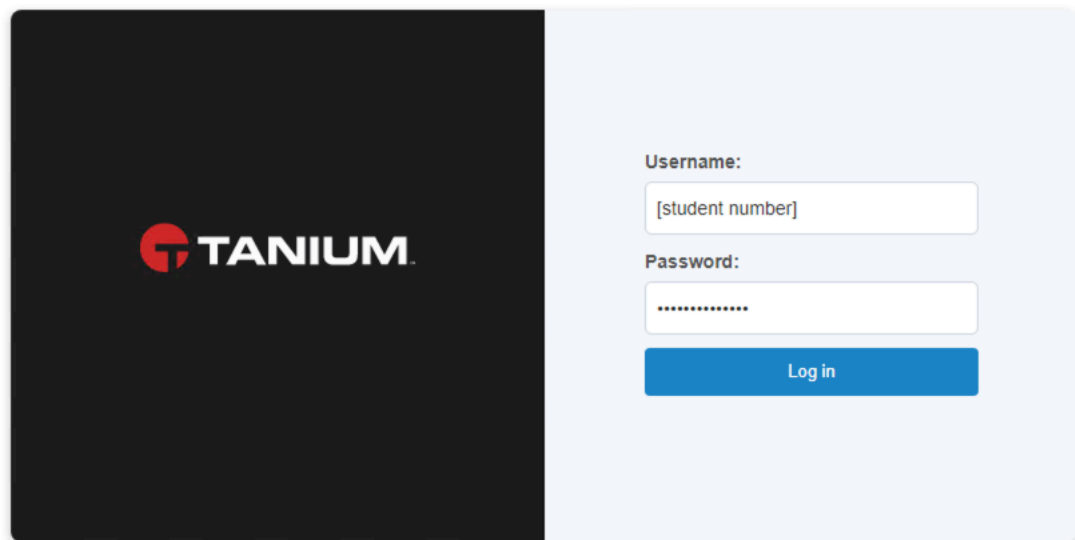 TANIUM
Username:
[student number]
Password:
••••••••••••••
Log in